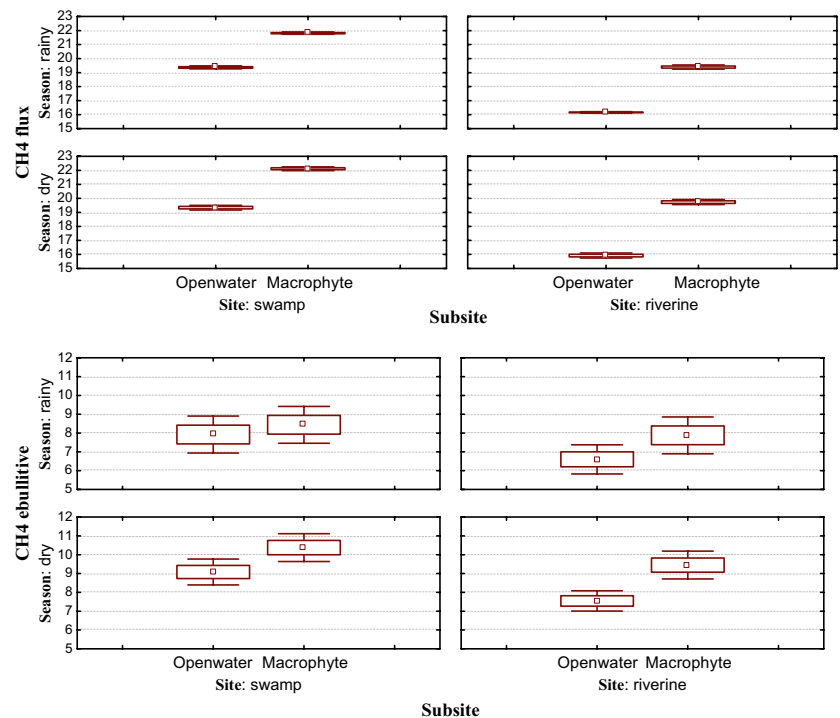 CH4 flux
Season: rainy
23
22
21
20
19
18
17
16
15
Season: dry
23
22
21
20
19
18
17
16
15
Openwater Macrophyte
Site: swamp
Openwater Macrophyte
Site: riverine
Subsite
CH4 ebullitive
Season: rainy
12
11
10
9
8
7
6
5
Season: dry
12
11
10
9
8
7
6
5
Openwater Macrophyte
Site: swamp
Openwater Macrophyte
Site: riverine
Subsite